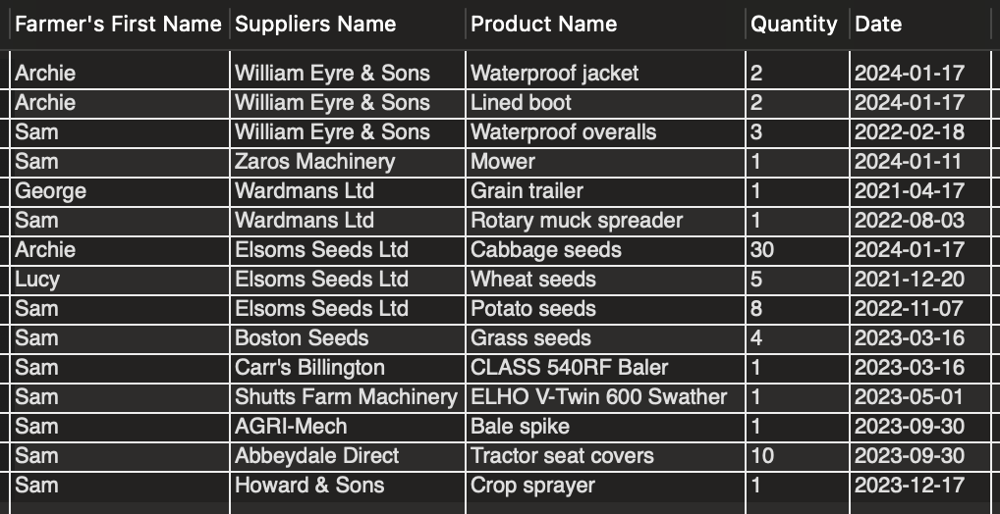 Farmer's First Name Suppliers Name Product Name Quantity Date
Archie William Eyre & Sons Waterproof jacket 2 2024-01-17
Archie William Eyre & Sons Lined boot 2 2024-01-17
Sam William Eyre & Sons Waterproof overalls 3 2022-02-18
Sam Zaros Machinery Mower 1 2024-01-11
George Wardmans Ltd Grain trailer 1 2021-04-17
Sam Wardmans Ltd Rotary muck spreader 1 2022-08-03
Archie Elsoms Seeds Ltd Cabbage seeds 30 2024-01-17
Lucy Elsoms Seeds Ltd Wheat seeds 5 2021-12-20
Sam Elsoms Seeds Ltd Potato seeds 8 2022-11-07
Sam Boston Seeds Grass seeds 4 2023-03-16
Sam Carr's Billington CLASS 540RF Baler 1 2023-03-16
Sam Shutts Farm Machinery ELHO V-Twin 600 Swather 1 2023-05-01
Sam AGRI-Mech Bale spike 1 2023-09-30
Sam Abbeydale Direct Tractor seat covers 10 2023-09-30
Sam Howard & Sons Crop sprayer 1 2023-12-17